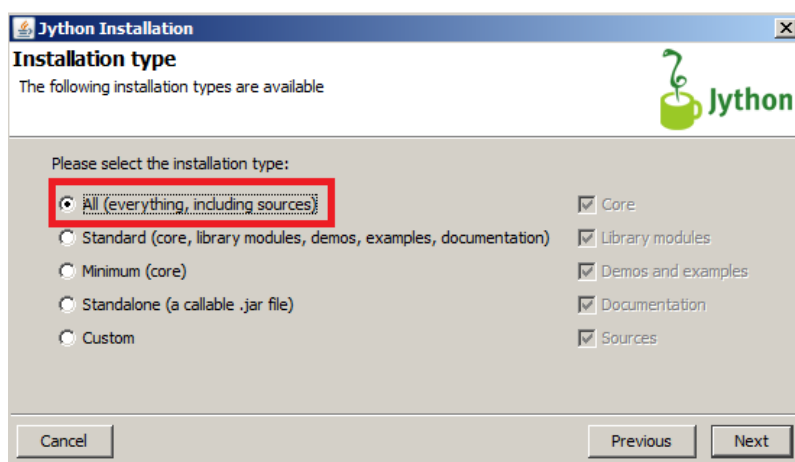 Jython Installation
Installation type
The following installation types are available
Jython
Please select the installation type:
All (everything, including sources)
Core
Standard (core, library modules, demos, examples, documentation)
Library modules
Minimum (core)
Demos and examples
Standalone (a callable .jar file)
Documentation
Custom
Sources
Cancel
Previous
Next